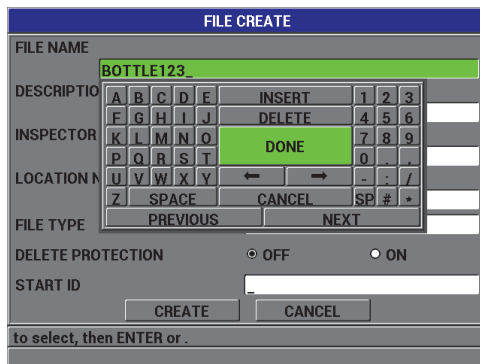 FILE CREATE
FILE NAME
BOTTLE123_
DESCRIPTIO
A B C D E INSERT 1 2 3
F G H I J DELETE 4 5 6
INSPECTOR
K L M N O DONE 7 8 9
P Q R S T 0 . ,
LOCATION N
U V W X Y ← → - : /
Z SPACE CANCEL SP # *
PREVIOUS NEXT
FILE TYPE
DELETE PROTECTION OFF ON
START ID _
CREATE CANCEL
to select, then ENTER or .